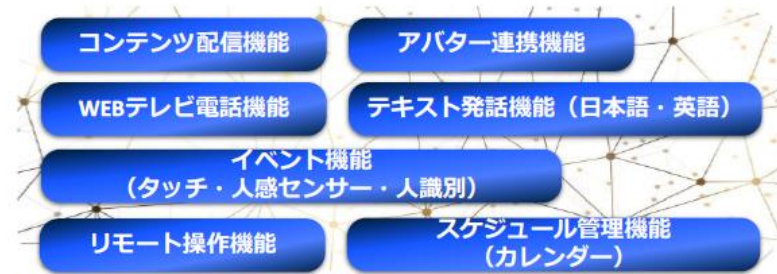 コンテンツ配信機能
アバター連携機能
WEBテレビ電話機能
テキスト発話機能（日本語・英語）
イベント機能
（タッチ・人感センサー・人識別）
リモート操作機能
スケジュール管理機能
（カレンダー）